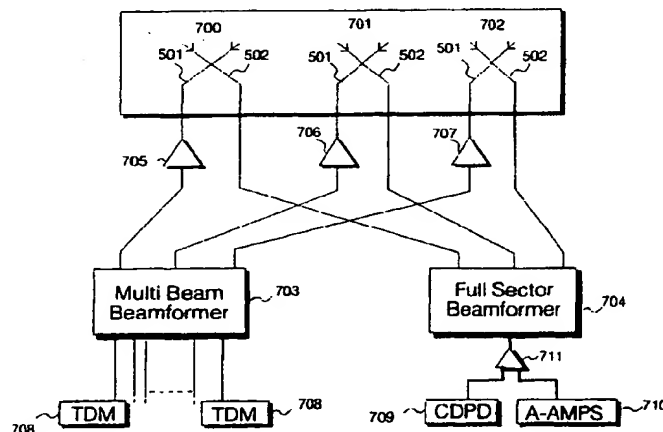 700 701 702
501 502 501 502 501 502
705 706 707
Multi Beam
Beamformer
703
Full Sector
Beamformer
704
711
708 TDM
TDM 708
709 CDPD
A-AMPS 710